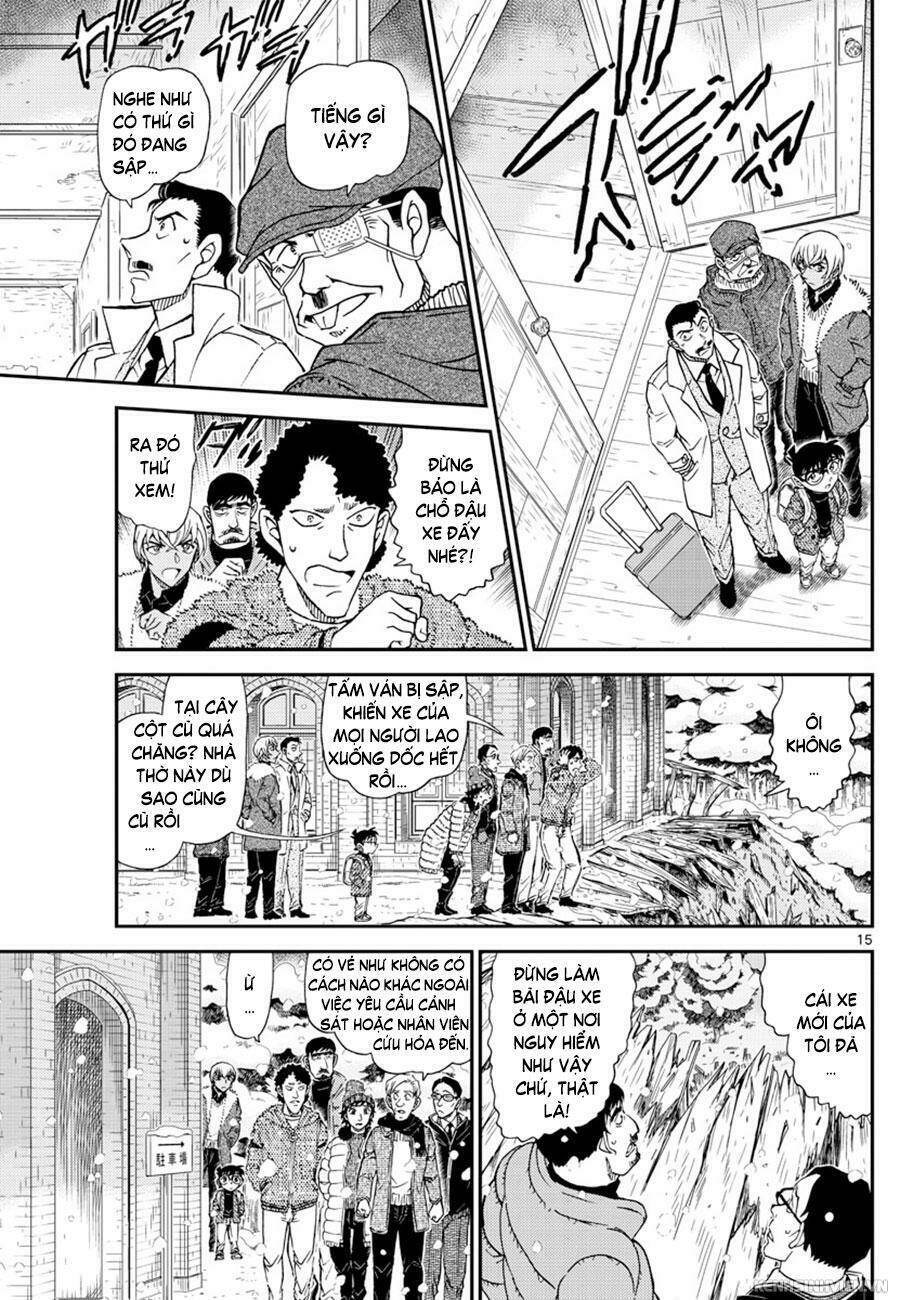 ガガガガ
TIẾNG GÌ
VẬY?
NGHE NHƯ
CÓ THỨ GÌ
ĐÓ ĐANG
SẬP...
ĐỪNG
BẢO LÀ
CHỔ ĐẬU
XE ĐẤY
NHÉ?!
RA ĐÓ
THỬ
XEM!
ÔI
KHÔNG
...
TẤM VÁN BỊ SẬP,
KHIẾN XE CỦA
MỌI NGƯỜI LAO
XUỐNG DỐC HẾT
RỒI...
TẠI CÂY
CỘT CŨ QUÁ
CHĂNG? NHÀ
THỜ NÀY DÙ
SAO CŨNG
CŨ RỒI
...
15
CÁI XE
MỚI CỦA
TÔI ĐÃ
...
ĐỪNG LÀM
BÃI ĐẬU XE
Ở MỘT NƠI
NGUY HIỂM
NHƯ VẬY
CHỨ, THẬT
LÀ!
CÓ VẺ NHƯ KHÔNG CÓ
CÁCH NÀO KHÁC NGOÀI
VIỆC YÊU CẦU CẢNH
SÁT HOẶC NHÂN VIÊN
CỨU HỎA ĐẾN.
Ừ
...
→
駐車場